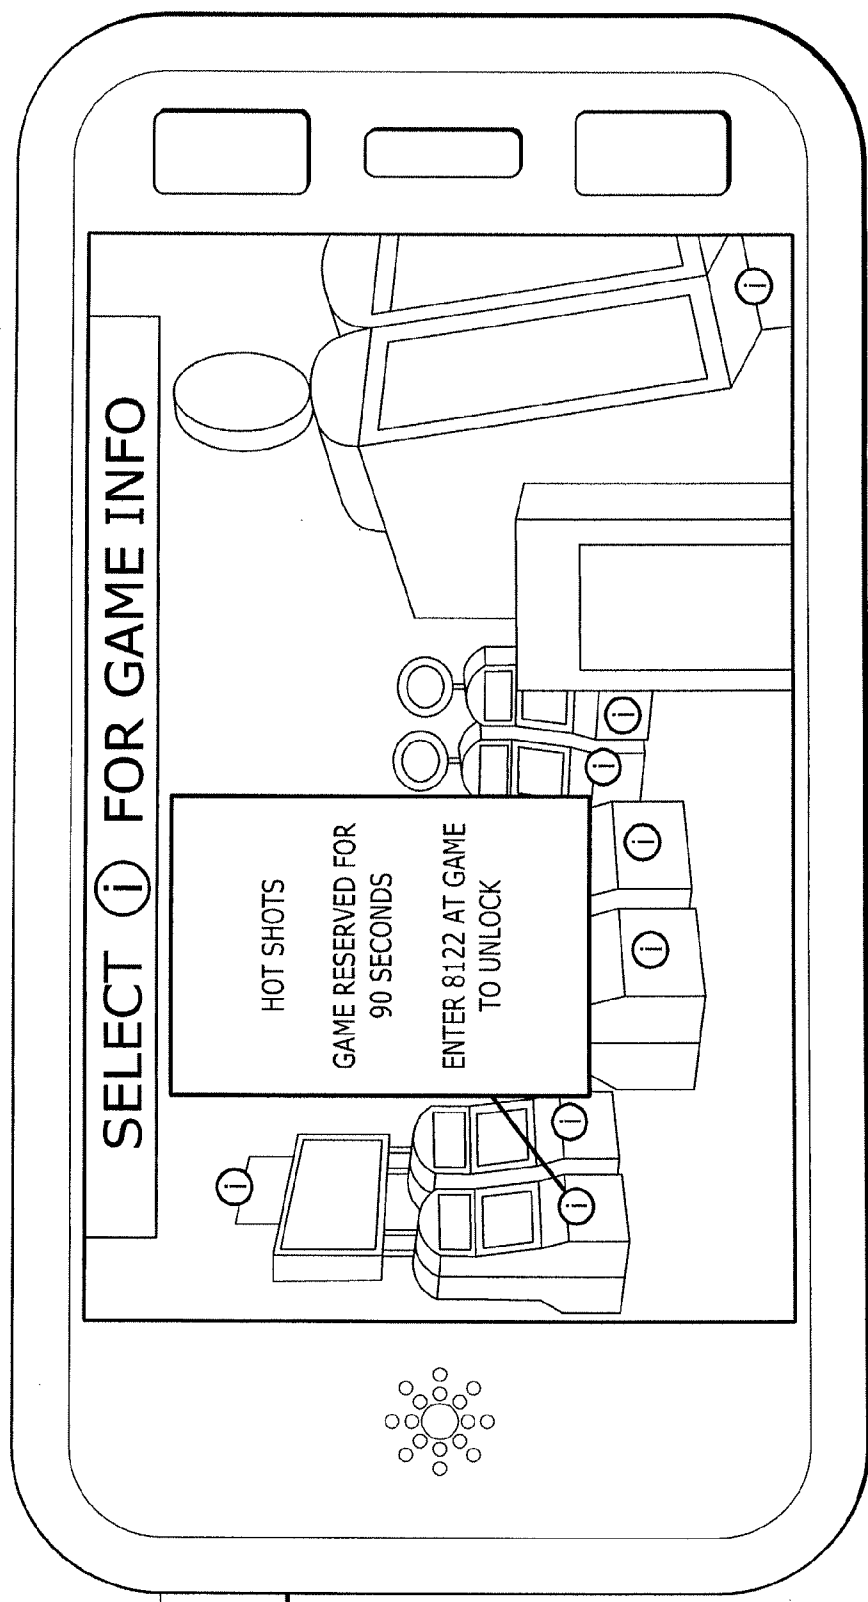 SELECT ⓘ FOR GAME INFO
ⓘ
HOT SHOTS
GAME RESERVED FOR
90 SECONDS
ENTER 8122 AT GAME
TO UNLOCK
ⓘ
ⓘ
ⓘ
ⓘ
ⓘ
ⓘ
ⓘ